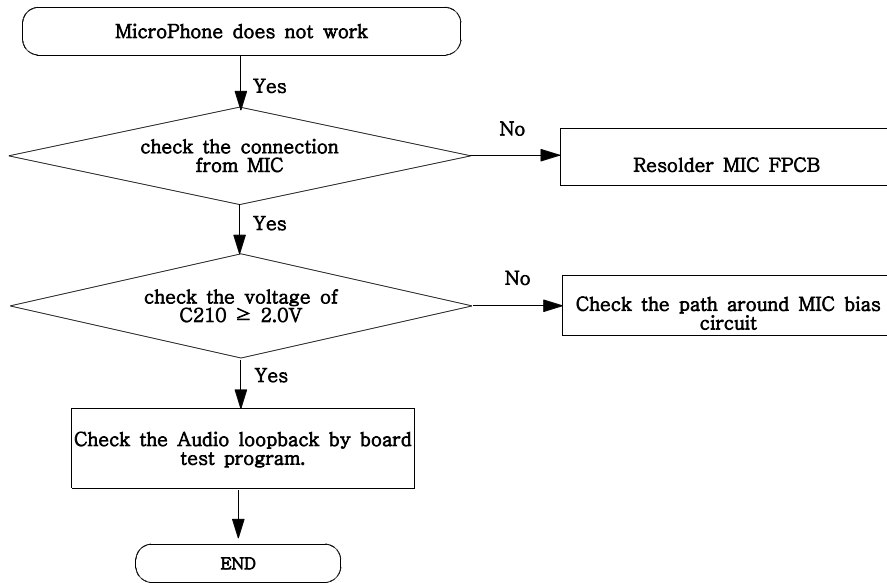 MicroPhone does not work
Yes
check the connection
from MIC
No
Resolder MIC FPCB
Yes
check the voltage of
C210 ≥ 2.0V
No
Check the path around MIC bias
circuit
Yes
Check the Audio loopback by board
test program.
END